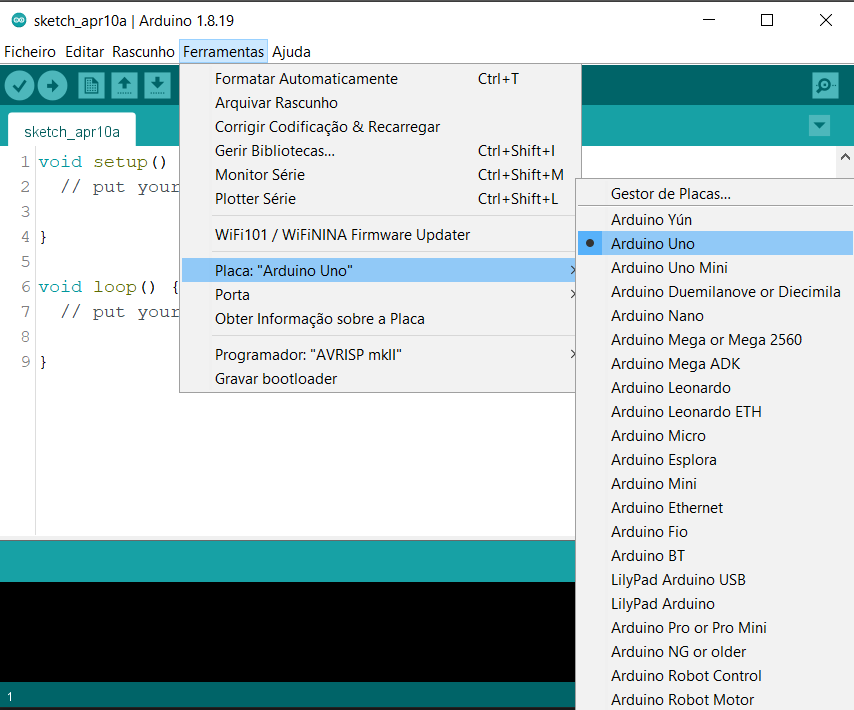 sketch_apr10a | Arduino 1.8.19
Ficheiro Editar Rascunho Ferramentas Ajuda
sketch_apr10a
1 void setup()
2 // put your
3
4 }
5
6 void loop() {
7 // put your
8
9 }
Formatar Automaticamente Ctrl+T
Arquivar Rascunho
Corrigir Codificação & Recarregar
Gerir Bibliotecas... Ctrl+Shift+I
Monitor Série Ctrl+Shift+M
Plotter Série Ctrl+Shift+L
WiFi101 / WiFiNINA Firmware Updater
Placa: "Arduino Uno"
Porta
Obter Informação sobre a Placa
Programador: "AVRISP mkII"
Gravar bootloader
Gestor de Placas...
Arduino Yún
Arduino Uno
Arduino Uno Mini
Arduino Duemilanove or Diecimila
Arduino Nano
Arduino Mega or Mega 2560
Arduino Mega ADK
Arduino Leonardo
Arduino Leonardo ETH
Arduino Micro
Arduino Esplora
Arduino Mini
Arduino Ethernet
Arduino Fio
Arduino BT
LilyPad Arduino USB
LilyPad Arduino
Arduino Pro or Pro Mini
Arduino NG or older
Arduino Robot Control
Arduino Robot Motor
1